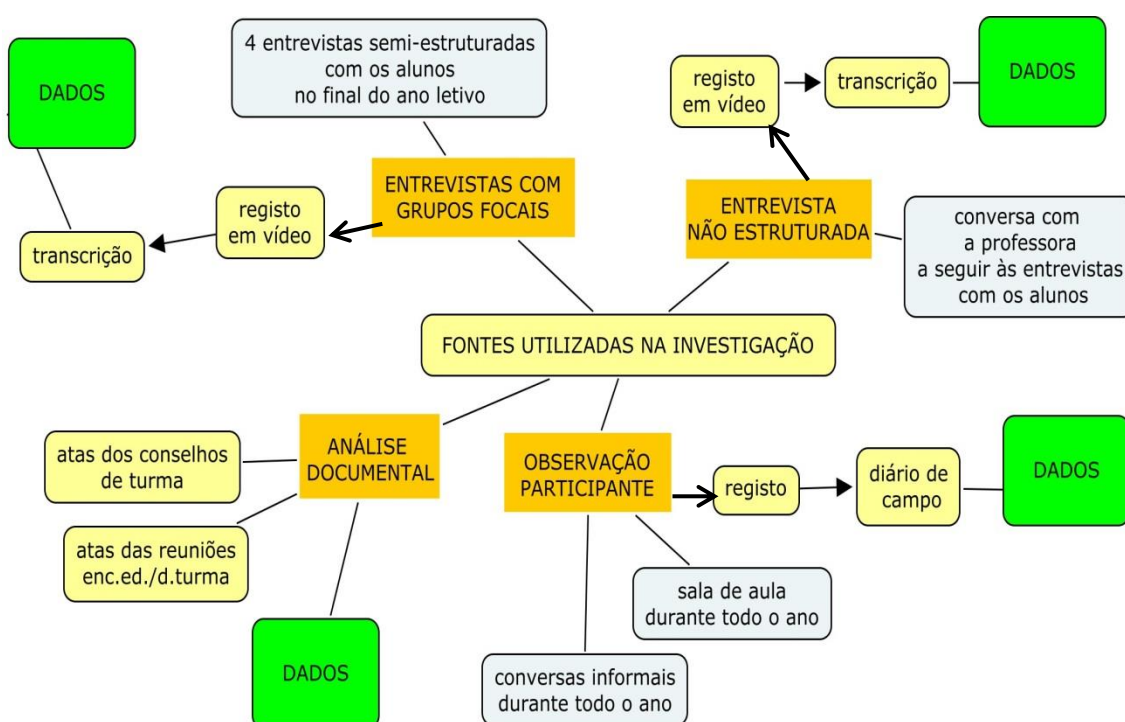 4 entrevistas semi-estruturadas
com os alunos
no final do ano letivo
DADOS
registo
em vídeo
transcrição
DADOS
ENTREVISTAS COM
GRUPOS FOCAIS
ENTREVISTA
NÃO ESTRUTURADA
registo
em vídeo
transcrição
conversa com
a professora
a seguir às entrevistas
com os alunos
FONTES UTILIZADAS NA INVESTIGAÇÃO
ANÁLISE
DOCUMENTAL
atas dos conselhos
de turma
atas das reuniões
enc.ed./d.turma
OBSERVAÇÃO
PARTICIPANTE
registo
diário de
campo
DADOS
sala de aula
durante todo o ano
DADOS
conversas informais
durante todo o ano